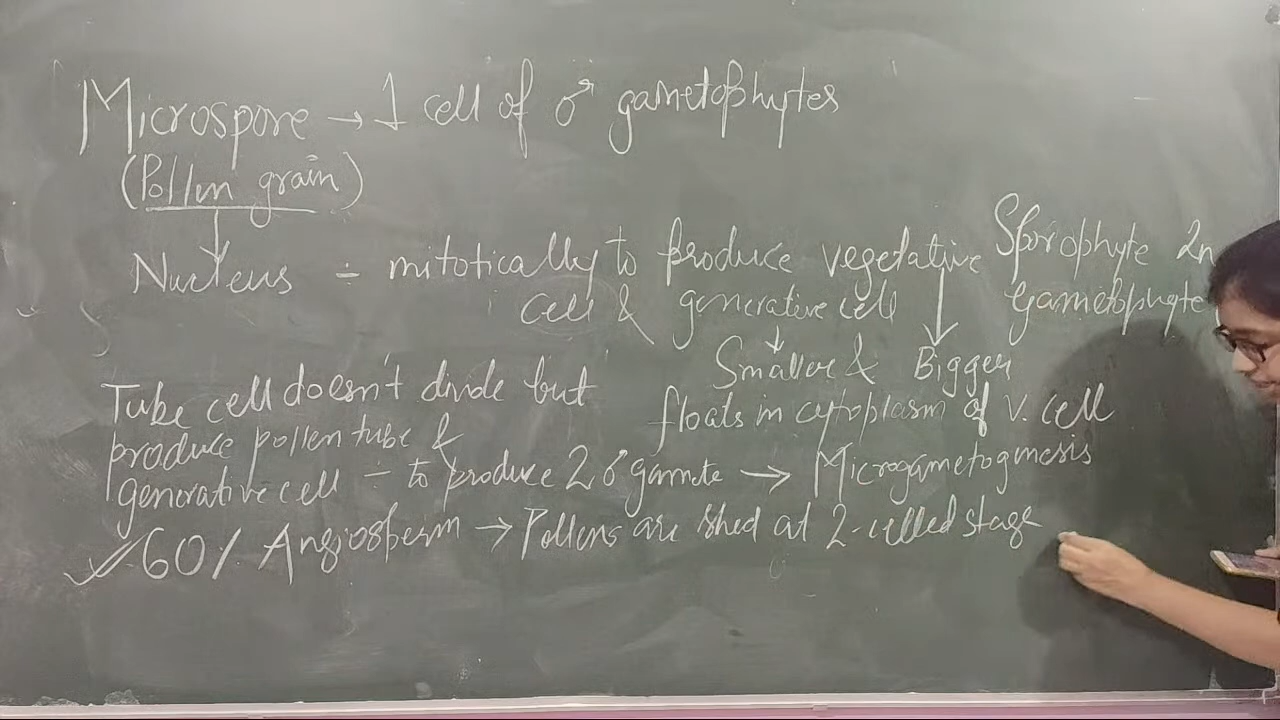 Microspore → 1 cell of ♂ gametophytes
(Pollen grain)
↓
Nucleus ÷ mitotically to produce vegetative
cell & generative cell
Sporophyte 2n
Gametophyte
↓ ↓
Smaller & Bigger
floats in cytoplasm of V. cell
Tube cell doesn't divide but
produce pollen tube &
generative cell ÷ to produce 2 ♂ gamete → Microgametogenesis
✓ 60% Angiosperm → Pollens are shed at 2-celled stage